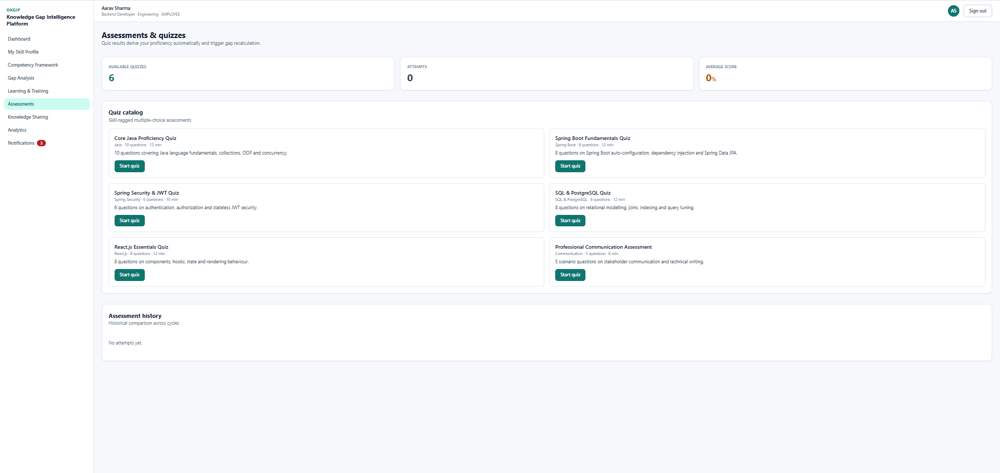 OKGIP
Knowledge Gap Intelligence
Platform
Dashboard
My Skill Profile
Competency Framework
Gap Analysis
Learning & Training
Assessments
Knowledge Sharing
Analytics
Notifications 3
Aarav Sharma
Backend Developer · Engineering · EMPLOYEE
AS
Sign out
Assessments & quizzes
Quiz results derive your proficiency automatically and trigger gap recalculation.
AVAILABLE QUIZZES
6
ATTEMPTS
0
AVERAGE SCORE
0%
Quiz catalog
Skill-tagged multiple-choice assessments
Core Java Proficiency Quiz
Java · 10 questions · 15 min
10 questions covering Java language fundamentals, collections, OOP and concurrency.
Start quiz
Spring Boot Fundamentals Quiz
Spring Boot · 8 questions · 12 min
8 questions on Spring Boot auto-configuration, dependency injection and Spring Data JPA.
Start quiz
Spring Security & JWT Quiz
Spring Security · 6 questions · 10 min
6 questions on authentication, authorization and stateless JWT security.
Start quiz
SQL & PostgreSQL Quiz
SQL & PostgreSQL · 8 questions · 12 min
8 questions on relational modelling, joins, indexing and query tuning.
Start quiz
React.js Essentials Quiz
React.js · 8 questions · 12 min
8 questions on components, hooks, state and rendering behaviour.
Start quiz
Professional Communication Assessment
Communication · 5 questions · 8 min
5 scenario questions on stakeholder communication and technical writing.
Start quiz
Assessment history
Historical comparison across cycles
No attempts yet.